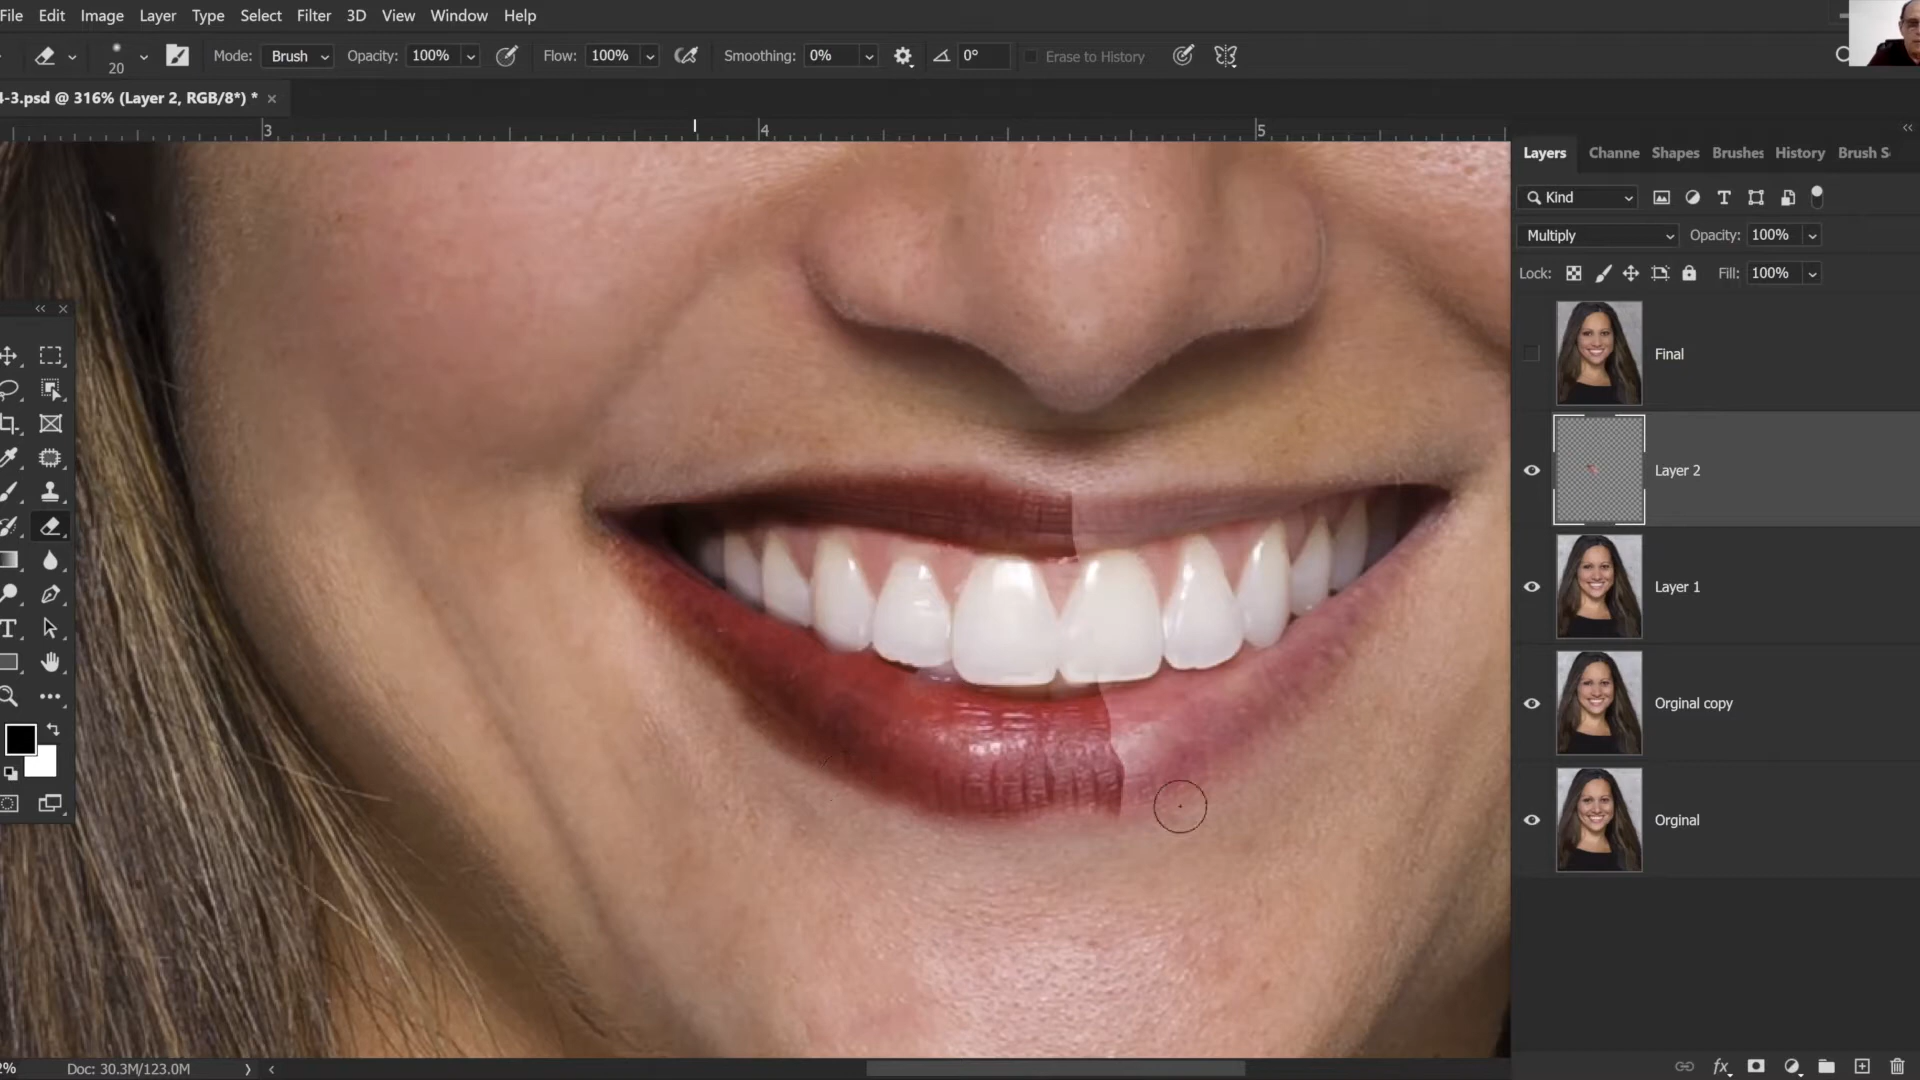 File Edit Image Layer Type Select Filter 3D View Window Help
20 Mode: Brush Opacity: 100% Flow: 100% Smoothing: 0% 0° Erase to History
4-3.psd @ 316% (Layer 2, RGB/8*) *
3 4 5
Layers Channe Shapes Brushes History Brush S
Kind
Multiply Opacity: 100%
Lock: Fill: 100%
Final
Layer 2
Layer 1
Orginal copy
Orginal
2% Doc: 30.3M/123.0M